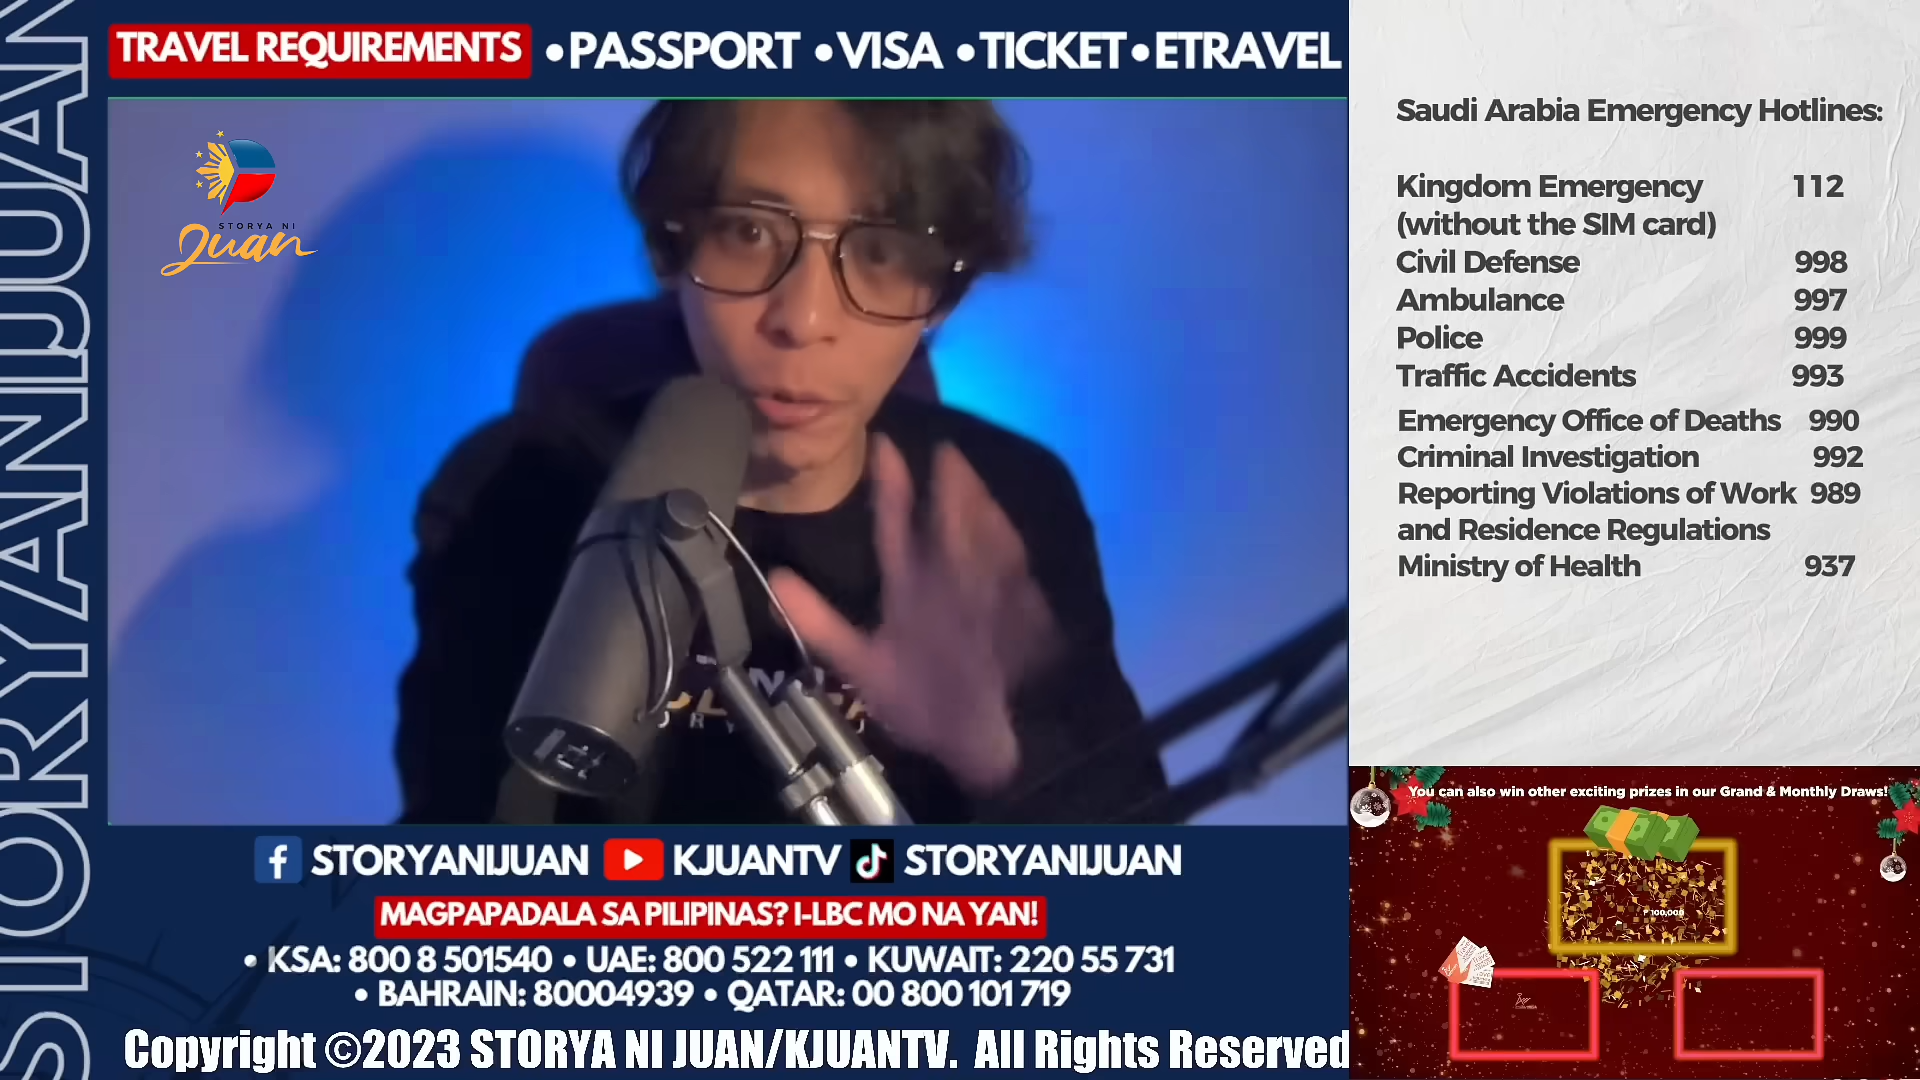 STORYANIJUAN
TRAVEL REQUIREMENTS •PASSPORT •VISA •TICKET•ETRAVEL
STORYA NI
Juan
STORYANIJUAN KJUANTV STORYANIJUAN
MAGPAPADALA SA PILIPINAS? I-LBC MO NA YAN!
• KSA: 800 8 501540 • UAE: 800 522 111 • KUWAIT: 220 55 731
• BAHRAIN: 80004939 • QATAR: 00 800 101 719
Copyright ©2023 STORYA NI JUAN/KJUANTV. All Rights Reserved
Saudi Arabia Emergency Hotlines:
Kingdom Emergency 112
(without the SIM card)
Civil Defense 998
Ambulance 997
Police 999
Traffic Accidents 993
Emergency Office of Deaths 990
Criminal Investigation 992
Reporting Violations of Work 989
and Residence Regulations
Ministry of Health 937
You can also win other exciting prizes in our Grand & Monthly Draws!
₱ 100,000